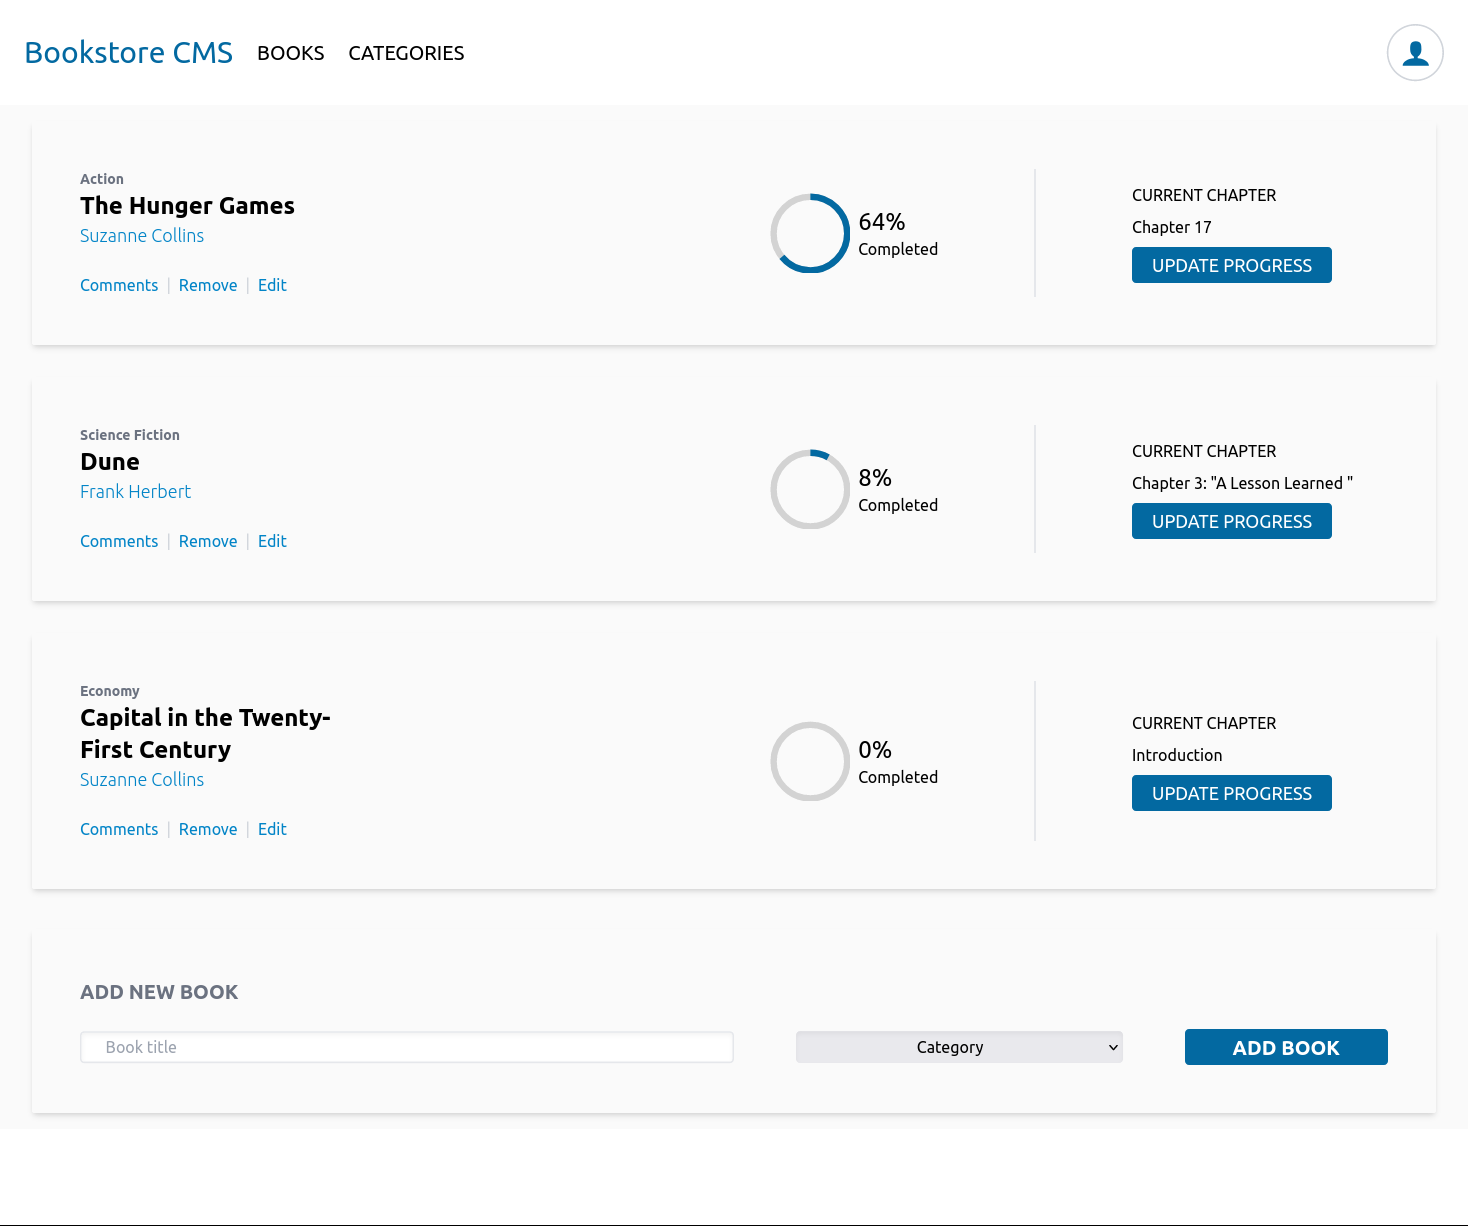 Bookstore CMS
BOOKS
CATEGORIES
Action
The Hunger Games
Suzanne Collins
Comments | Remove | Edit
64%
Completed
CURRENT CHAPTER
Chapter 17
UPDATE PROGRESS
Science Fiction
Dune
Frank Herbert
Comments | Remove | Edit
8%
Completed
CURRENT CHAPTER
Chapter 3: "A Lesson Learned "
UPDATE PROGRESS
Economy
Capital in the Twenty-
First Century
Suzanne Collins
Comments | Remove | Edit
0%
Completed
CURRENT CHAPTER
Introduction
UPDATE PROGRESS
ADD NEW BOOK
Book title
Category
ADD BOOK